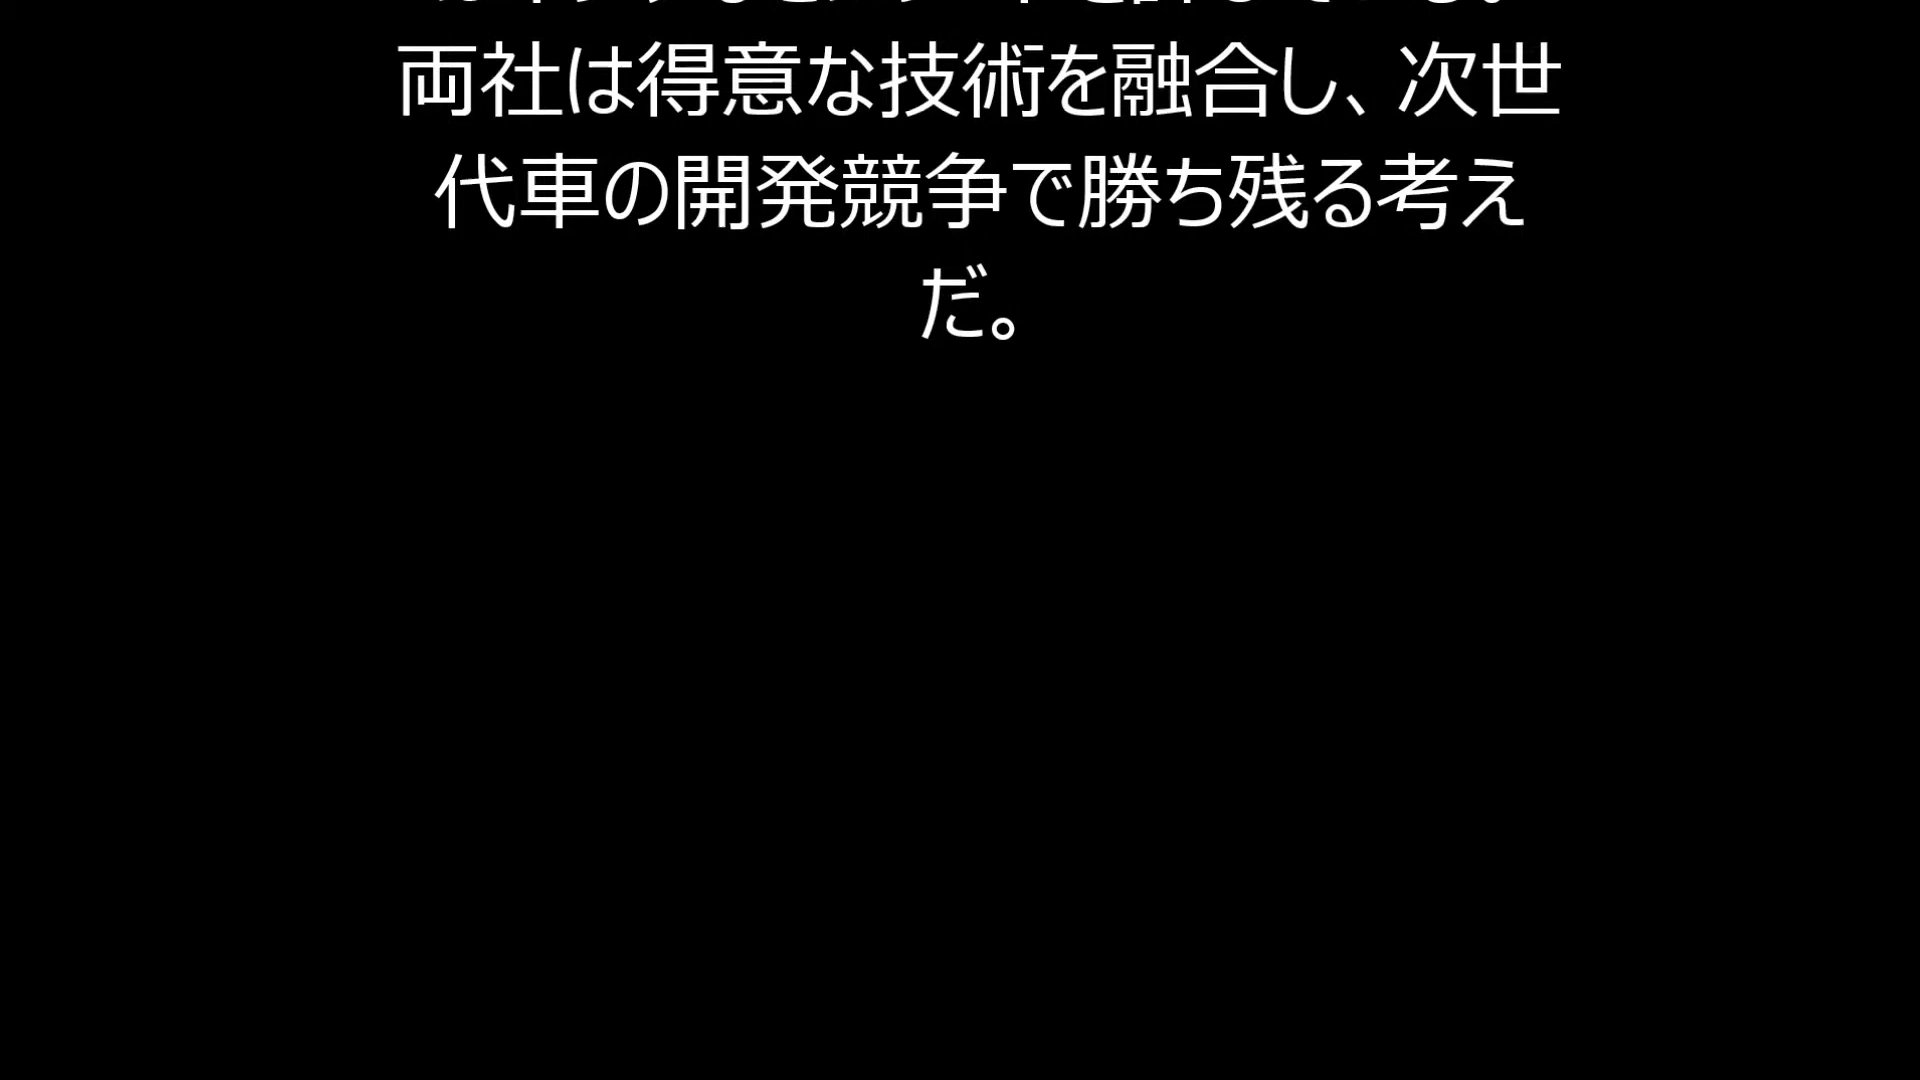 両社は得意な技術を融合し、次世
代車の開発競争で勝ち残る考え
だ。